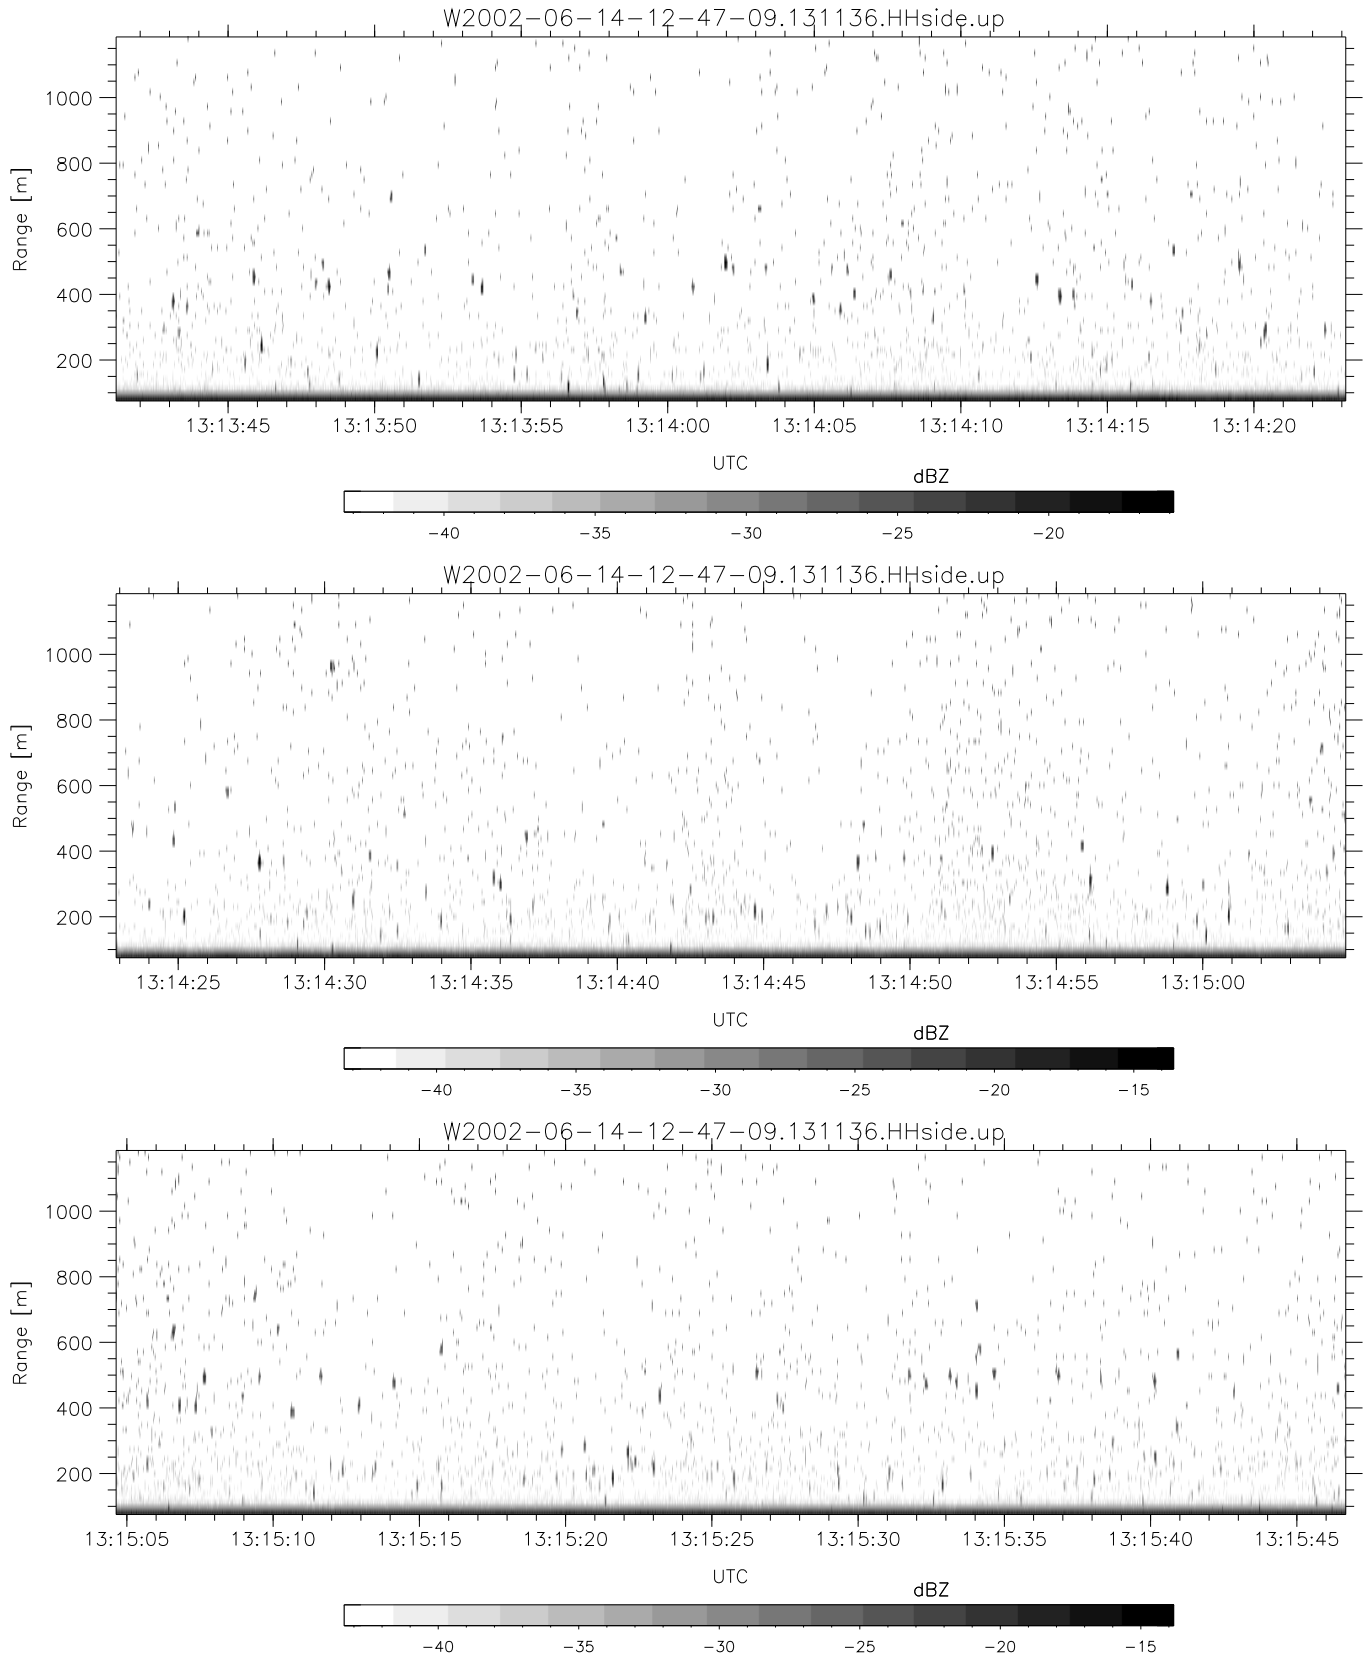 W2002-06-14-12-47-09.131136.HHside.up
1000
800
600
400
200
Range [m]
13:13:45 13:13:50 13:13:55 13:14:00 13:14:05 13:14:10 13:14:15 13:14:20
UTC
dBZ
-40 -35 -30 -25 -20
W2002-06-14-12-47-09.131136.HHside.up
1000
800
600
400
200
Range [m]
13:14:25 13:14:30 13:14:35 13:14:40 13:14:45 13:14:50 13:14:55 13:15:00
UTC
dBZ
-40 -35 -30 -25 -20 -15
W2002-06-14-12-47-09.131136.HHside.up
1000
800
600
400
200
Range [m]
13:15:05 13:15:10 13:15:15 13:15:20 13:15:25 13:15:30 13:15:35 13:15:40 13:15:45
UTC
dBZ
-40 -35 -30 -25 -20 -15